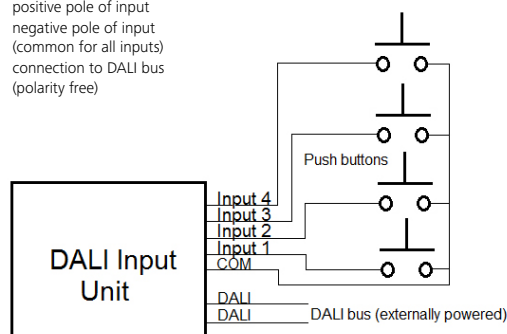 positive pole of input
negative pole of input
(common for all inputs)
connection to DALI bus
(polarity free)
Push buttons
Input 4
Input 3
Input 2
Input 1
COM
DALI Input
Unit
DALI
DALI
DALI bus (externally powered)